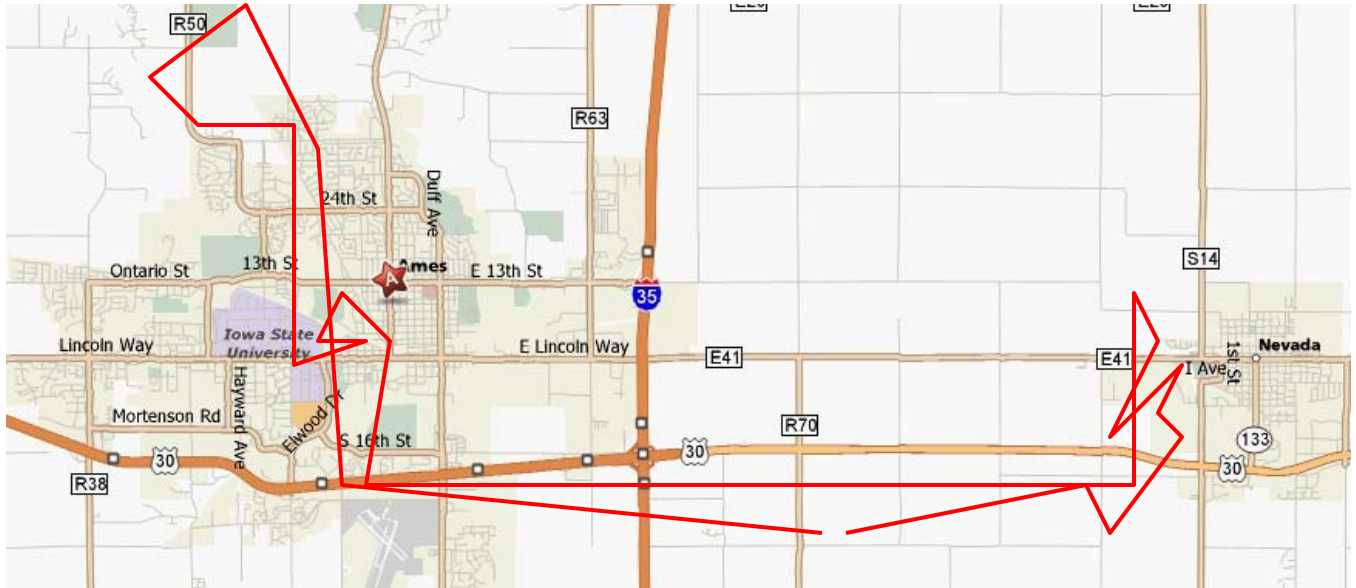 E26
E26
R50
R63
24th St
Duff Ave
S14
Ontario St
13th St
Ames
E 13th St
A
35
Iowa State
University
Lincoln Way
E Lincoln Way
E41
E41
1st St
Nevada
I Ave
Hayward Ave
Mortenson Rd
Elwood Dr
S 16th St
R70
133
30
30
30
R38